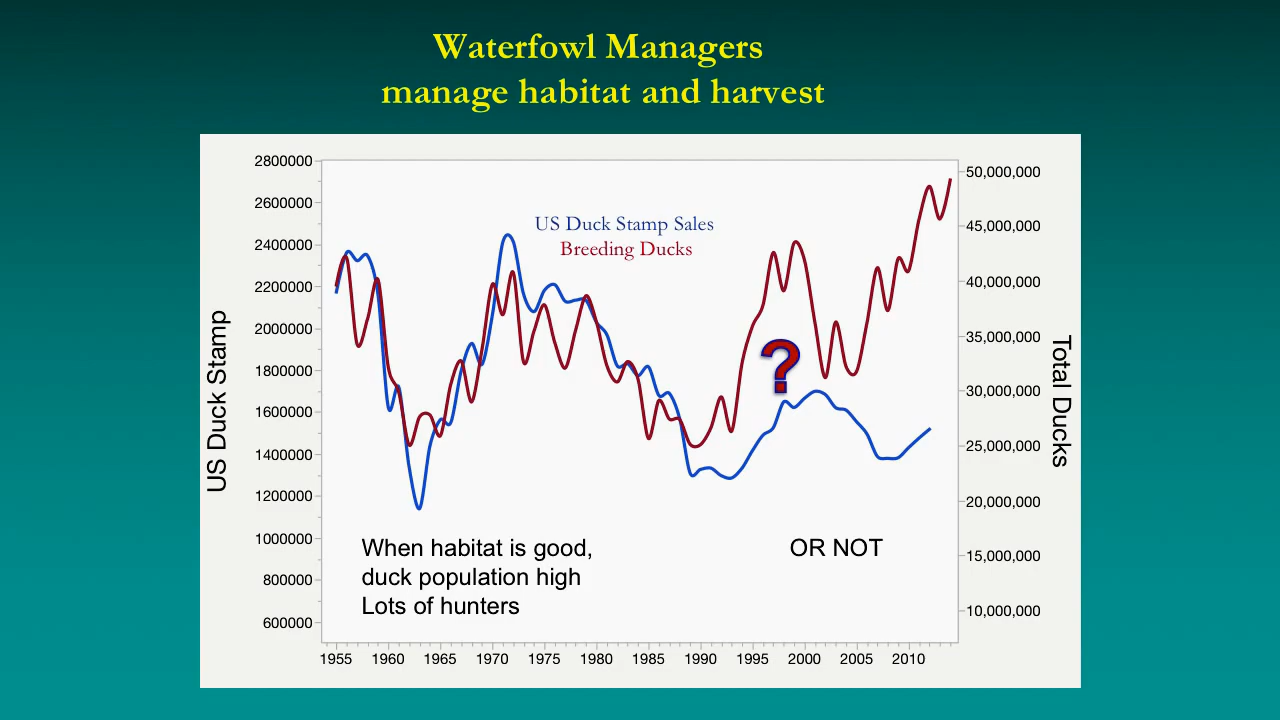 Waterfowl Managers
manage habitat and harvest
US Duck Stamp
2800000
2600000
2400000
2200000
2000000
1800000
1600000
1400000
1200000
1000000
800000
600000
US Duck Stamp Sales
Breeding Ducks
?
When habitat is good,
duck population high
Lots of hunters
OR NOT
50,000,000
45,000,000
40,000,000
35,000,000
30,000,000
25,000,000
20,000,000
15,000,000
10,000,000
Total Ducks
1955 1960 1965 1970 1975 1980 1985 1990 1995 2000 2005 2010